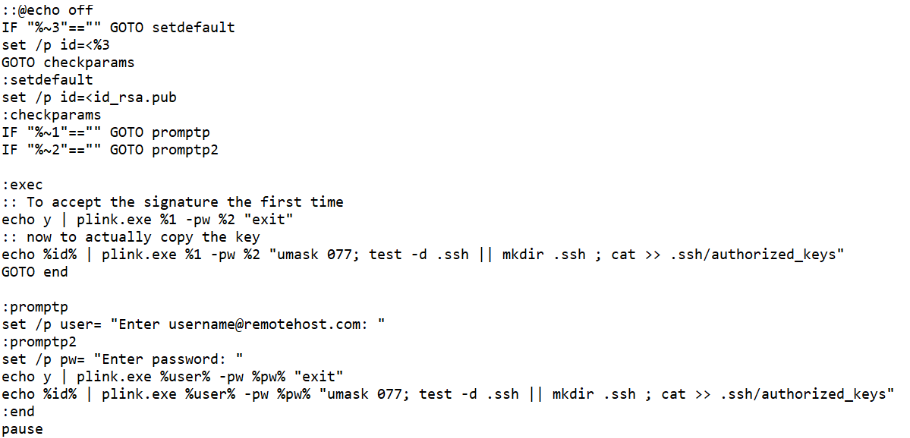 ::@echo off
IF "%~3"=="" GOTO setdefault
set /p id=<%3
GOTO checkparams
:setdefault
set /p id=<id_rsa.pub
:checkparams
IF "%~1"=="" GOTO promptp
IF "%~2"=="" GOTO promptp2
:exec
:: To accept the signature the first time
echo y | plink.exe %1 -pw %2 "exit"
:: now to actually copy the key
echo %id% | plink.exe %1 -pw %2 "umask 077; test -d .ssh || mkdir .ssh ; cat >> .ssh/authorized_keys"
GOTO end
:promptp
set /p user= "Enter username@remotehost.com: "
:promptp2
set /p pw= "Enter password: "
echo y | plink.exe %user% -pw %pw% "exit"
echo %id% | plink.exe %user% -pw %pw% "umask 077; test -d .ssh || mkdir .ssh ; cat >> .ssh/authorized_keys"
:end
pause